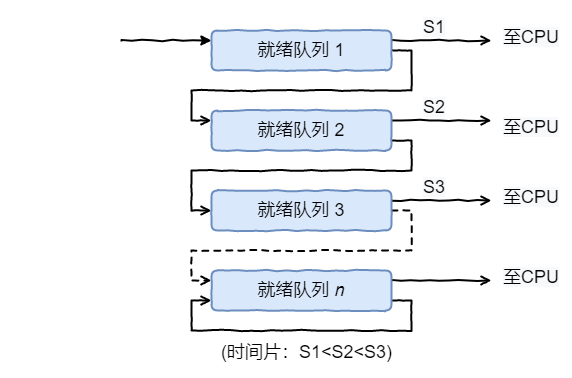 S1
就绪队列 1
至CPU
S2
就绪队列 2
至CPU
S3
就绪队列 3
至CPU
就绪队列 n
至CPU
(时间片：S1<S2<S3)